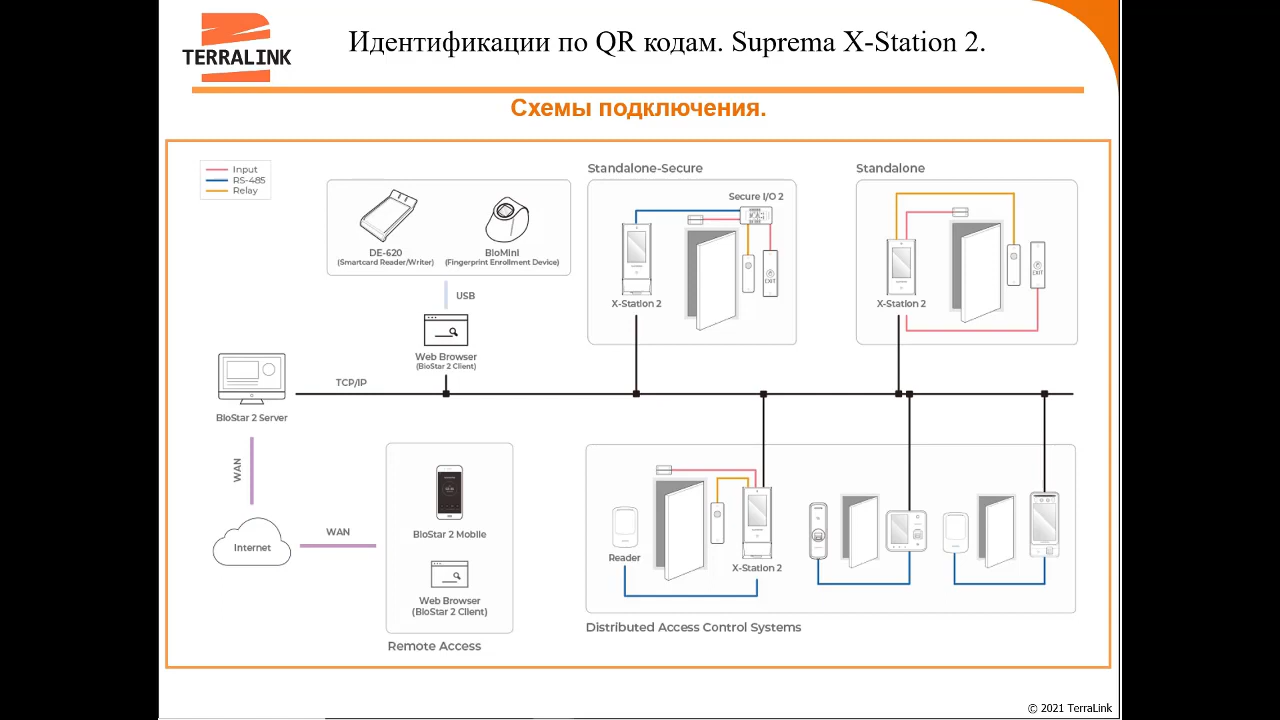 TERRALINK
Идентификации по QR кодам. Suprema X-Station 2.
Схемы подключения.
Input
RS-485
Relay
DE-620
(Smartcard Reader/Writer)
BioMini
(Fingerprint Enrollment Device)
USB
Web Browser
(BioStar 2 Client)
Standalone-Secure
Secure I/O 2
EXIT
X-Station 2
Standalone
EXIT
X-Station 2
TCP/IP
BioStar 2 Server
WAN
Internet
WAN
BioStar 2 Mobile
Web Browser
(BioStar 2 Client)
Remote Access
Reader
X-Station 2
Distributed Access Control Systems
© 2021 TerraLink